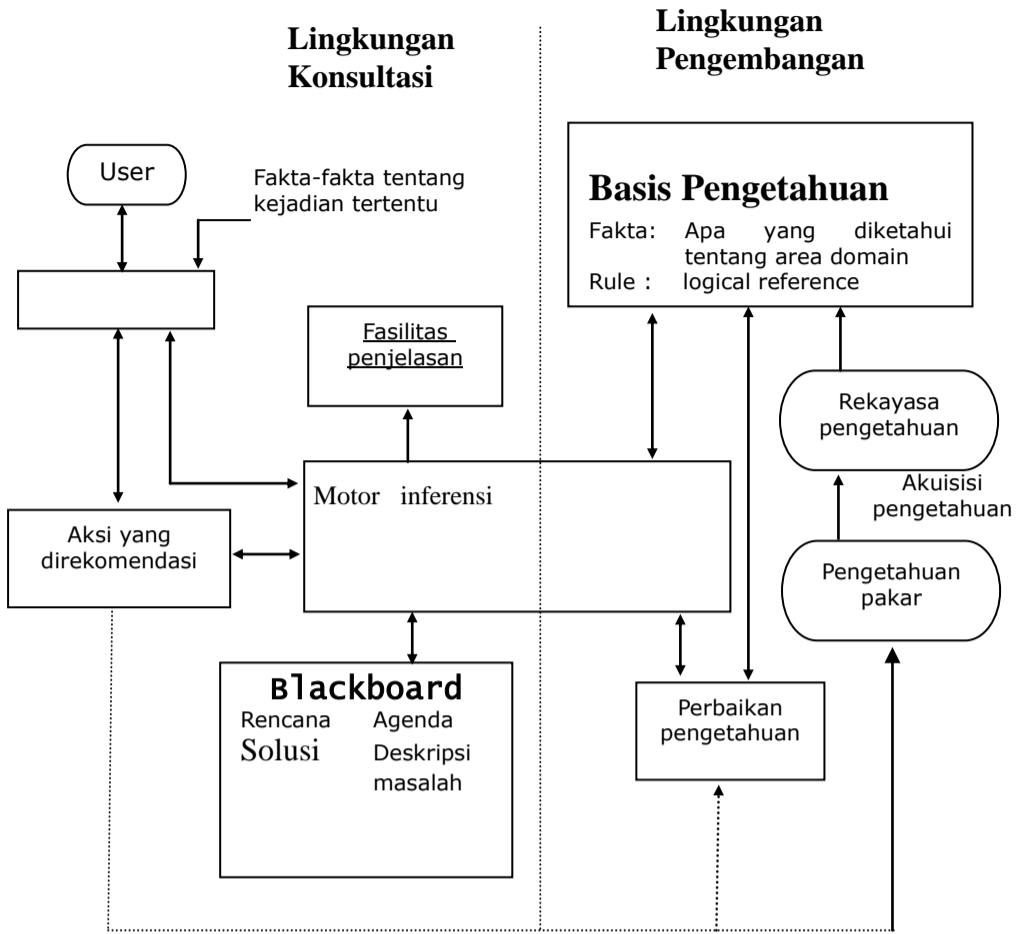 Lingkungan
Konsultasi
Lingkungan
Pengembangan
User
Fakta-fakta tentang
kejadian tertentu
Basis Pengetahuan
Fakta: Apa yang diketahui
tentang area domain
Rule : logical reference
Fasilitas
penjelasan
Rekayasa
pengetahuan
Motor inferensi
Akuisisi
pengetahuan
Aksi yang
direkomendasi
Pengetahuan
pakar
Blackboard
Rencana Agenda
Solusi Deskripsi
masalah
Perbaikan
pengetahuan